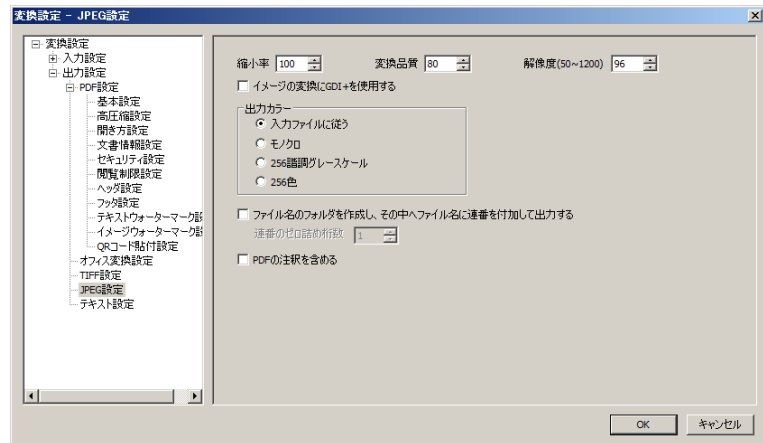 変換設定 - JPEG設定
変換設定
入力設定
出力設定
PDF設定
基本設定
高圧縮設定
開き方設定
文書情報設定
セキュリティ設定
閲覧制限設定
ヘッダ設定
フッタ設定
テキストウォーターマーク設
イメージウォーターマーク設
QRコード貼付設定
オフィス変換設定
TIFF設定
JPEG設定
テキスト設定
縮小率 100 変換品質 80 解像度(50~1200) 96
イメージの変換にGDI+を使用する
出力カラー
入力ファイルに従う
モノクロ
256諧調グレースケール
256色
ファイル名のフォルダを作成し、その中へファイル名に連番を付加して出力する
連番のゼロ詰め桁数 1
PDFの注釈を含める
OK キャンセル